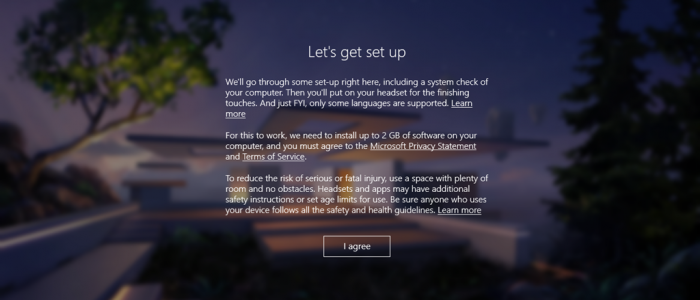 Let's get set up
We'll go through some set-up right here, including a system check of
your computer. Then you'll put on your headset for the finishing
touches. And just FYI, only some languages are supported. Learn
more
For this to work, we need to install up to 2 GB of software on your
computer, and you must agree to the Microsoft Privacy Statement
and Terms of Service.
To reduce the risk of serious or fatal injury, use a space with plenty of
room and no obstacles. Headsets and apps may have additional
safety instructions or set age limits for use. Be sure anyone who uses
your device follows all the safety and health guidelines. Learn more
I agree